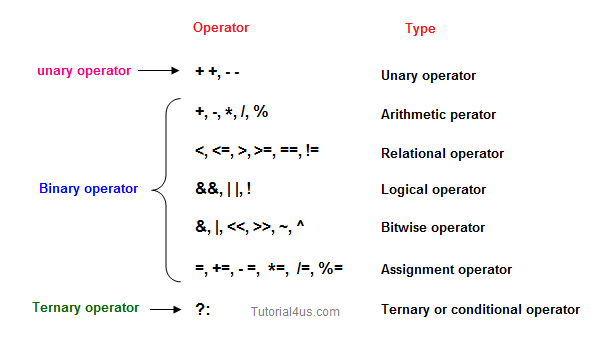 Operator Type
unary operator + +, - - Unary operator
+, -, *, /, % Arithmetic perator
<, <=, >, >=, ==, != Relational operator
Binary operator &&, | |, ! Logical operator
&, |, <<, >>, ~, ^ Bitwise operator
=, +=, - =, *=, /=, %= Assignment operator
Ternary operator ?: Tutorial4us.com Ternary or conditional operator